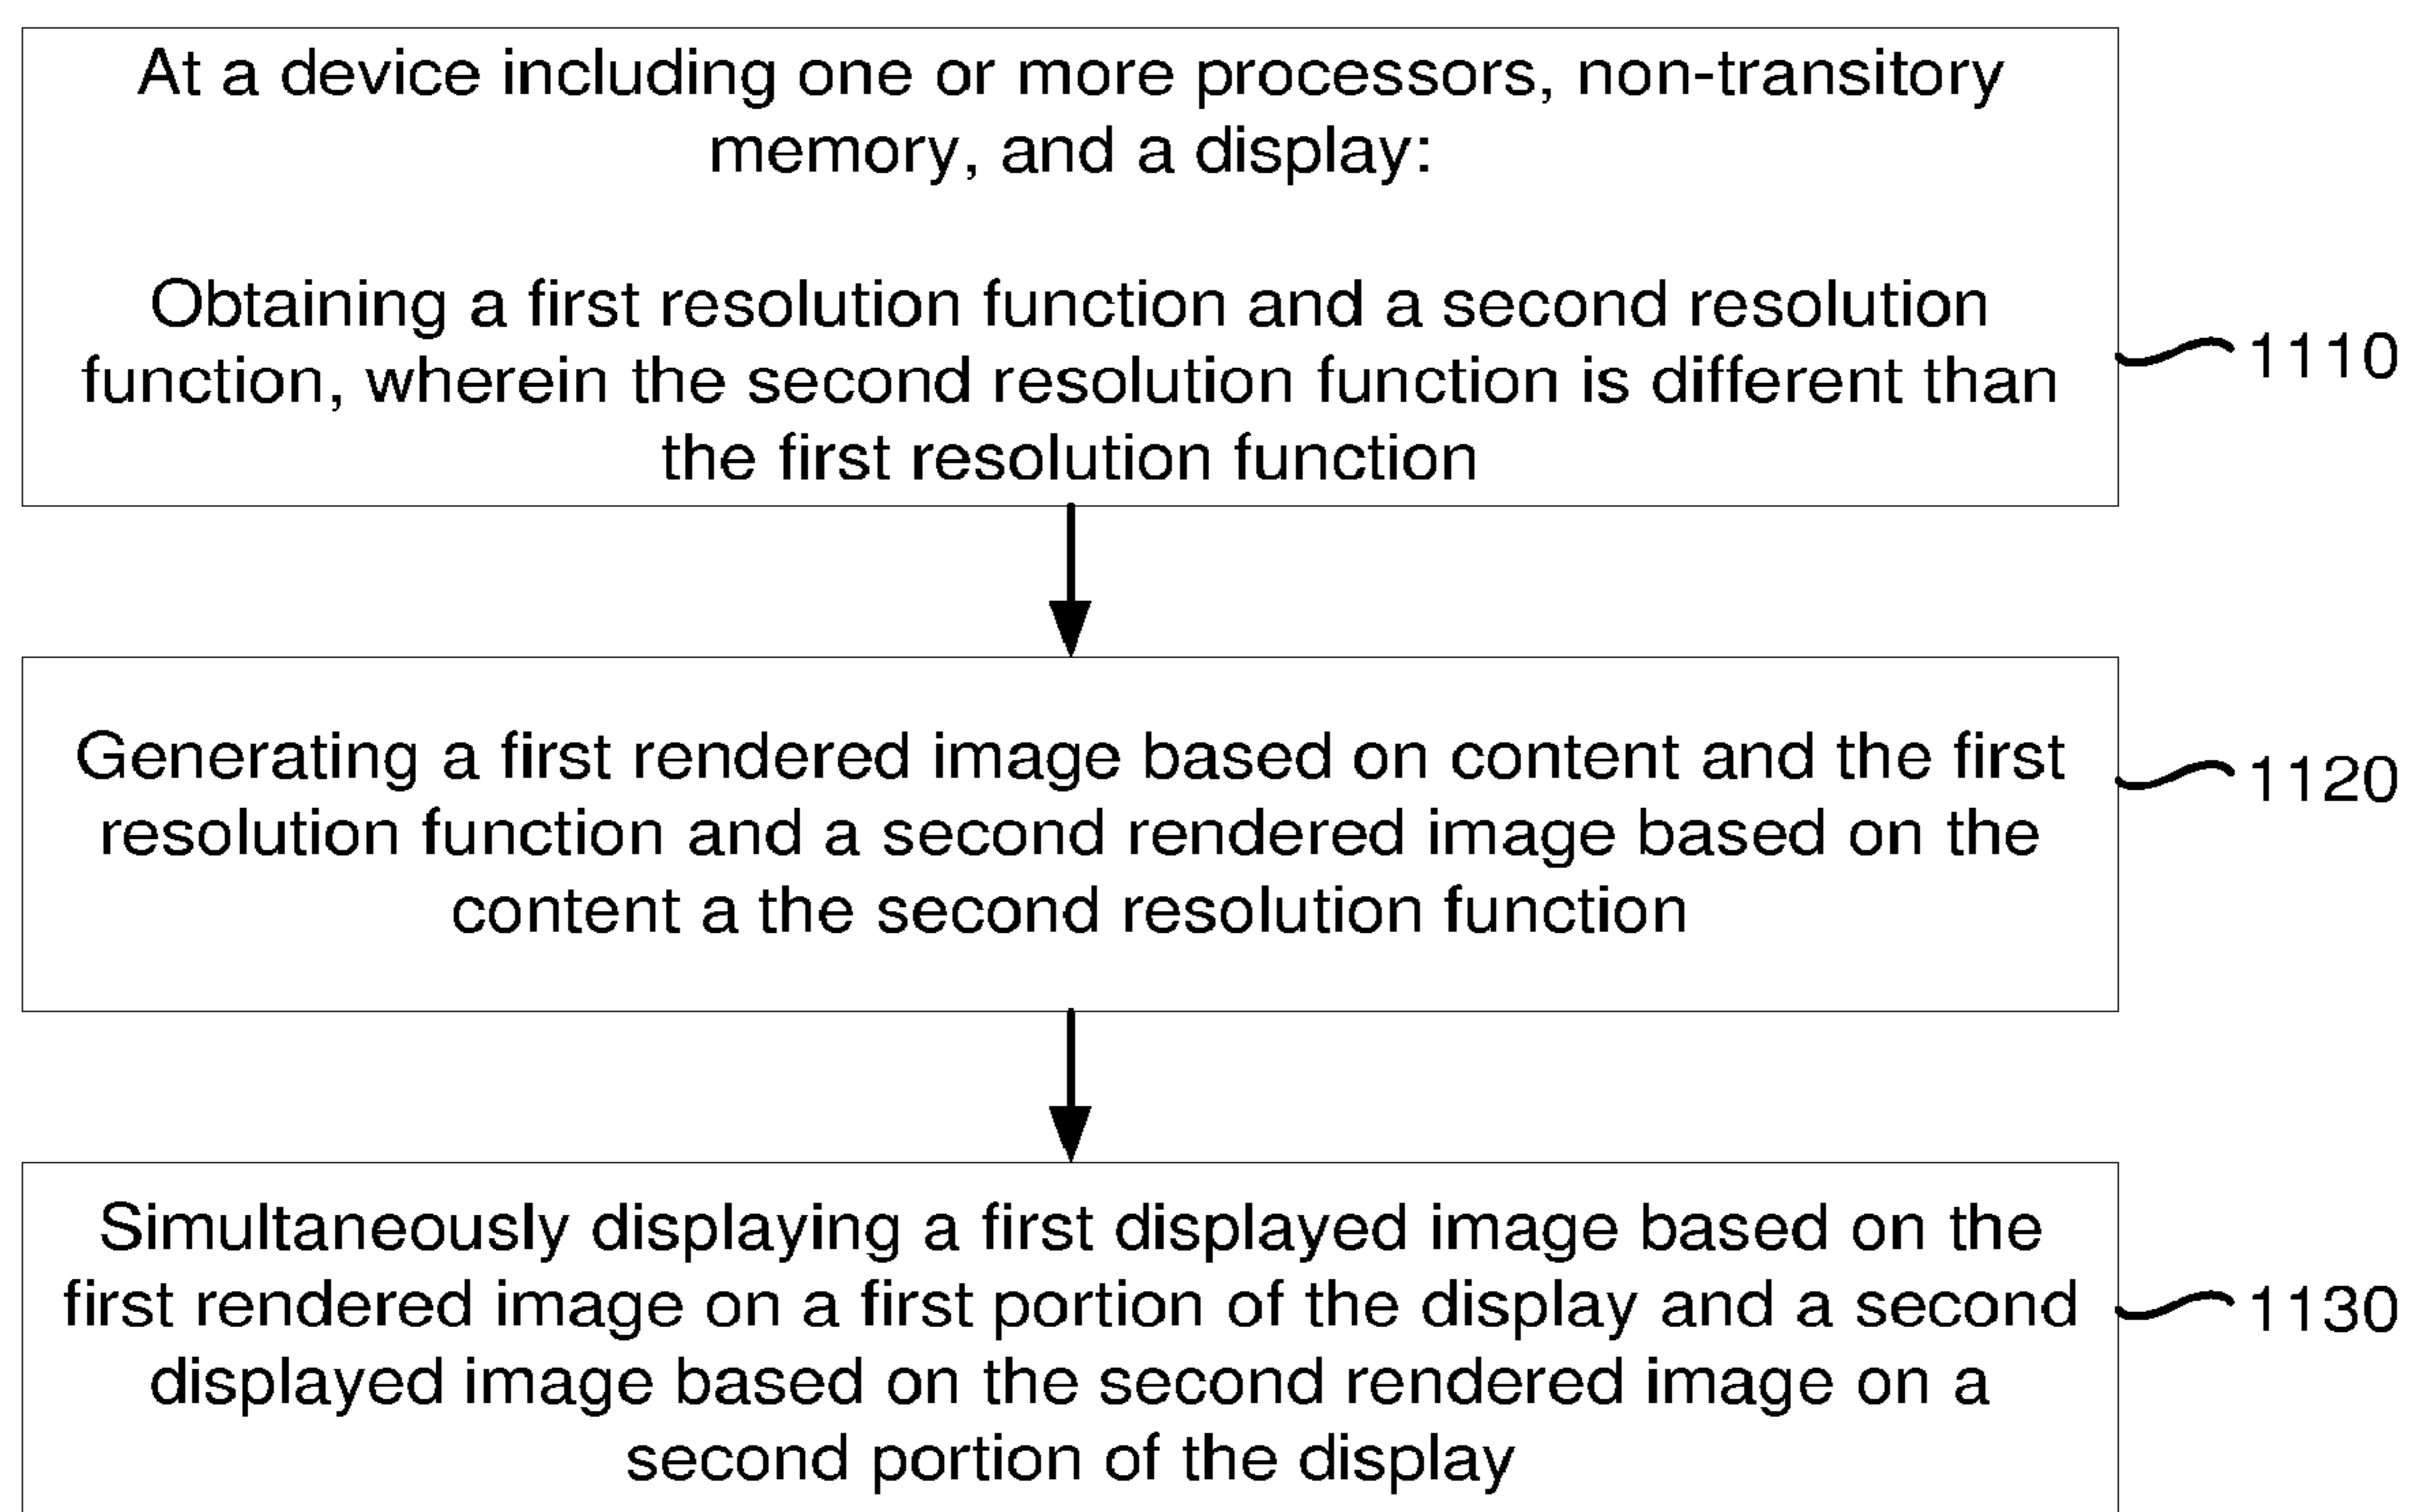 At a device including one or more processors, non-transitory
memory, and a display:
Obtaining a first resolution function and a second resolution
function, wherein the second resolution function is different than
the first resolution function
1110
Generating a first rendered image based on content and the first
resolution function and a second rendered image based on the
content a the second resolution function
1120
Simultaneously displaying a first displayed image based on the
first rendered image on a first portion of the display and a second
displayed image based on the second rendered image on a
second portion of the display
1130